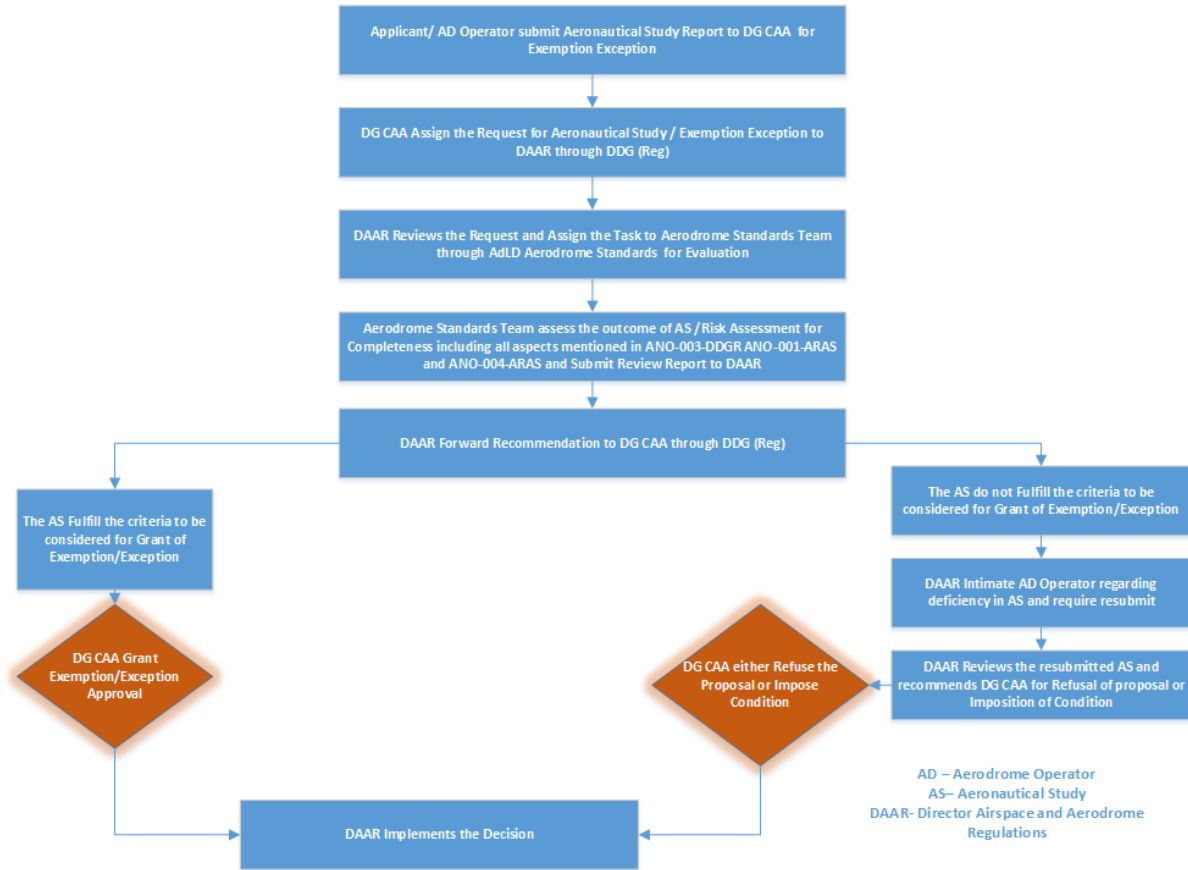 Applicant/ AD Operator submit Aeronautical Study Report to DG CAA for
Exemption Exception
DG CAA Assign the Request for Aeronautical Study / Exemption Exception to
DAAR through DDG (Reg)
DAAR Reviews the Request and Assign the Task to Aerodrome Standards Team
through AdLD Aerodrome Standards for Evaluation
Aerodrome Standards Team assess the outcome of AS / Risk Assessment for
Completeness including all aspects mentioned in ANO-003-DDGR ANO-001-ARAS
and ANO-004-ARAS and Submit Review Report to DAAR
DAAR Forward Recommendation to DG CAA through DDG (Reg)
The AS Fulfill the criteria to be
considered for Grant of
Exemption/Exception
DG CAA Grant
Exemption/Exception
Approval
The AS do not Fulfill the criteria to be
considered for Grant of Exemption/Exception
DAAR Intimate AD Operator regarding
deficiency in AS and require resubmit
DAAR Reviews the resubmitted AS and
recommends DG CAA for Refusal of proposal or
Imposition of Condition
DG CAA either Refuse the
Proposal or Impose
Condition
DAAR Implements the Decision
AD – Aerodrome Operator
AS– Aeronautical Study
DAAR- Director Airspace and Aerodrome
Regulations